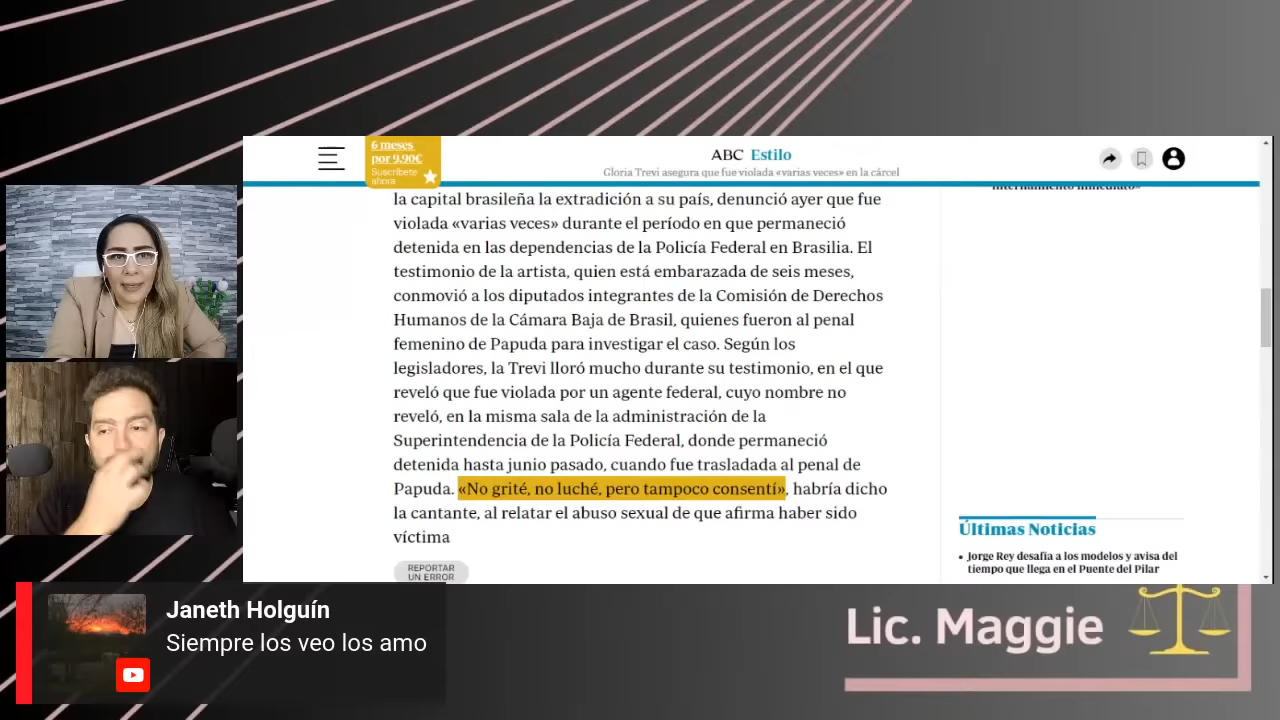 6 meses
por 9,90€
Suscríbete
ahora
ABC Estilo
Gloria Trevi asegura que fue violada «varias veces» en la cárcel
la capital brasileña la extradición a su país, denunció ayer que fue
violada «varias veces» durante el período en que permaneció
detenida en las dependencias de la Policía Federal en Brasilia. El
testimonio de la artista, quien está embarazada de seis meses,
conmovió a los diputados integrantes de la Comisión de Derechos
Humanos de la Cámara Baja de Brasil, quienes fueron al penal
femenino de Papuda para investigar el caso. Según los
legisladores, la Trevi lloró mucho durante su testimonio, en el que
reveló que fue violada por un agente federal, cuyo nombre no
reveló, en la misma sala de la administración de la
Superintendencia de la Policía Federal, donde permaneció
detenida hasta junio pasado, cuando fue trasladada al penal de
Papuda. «No grité, no luché, pero tampoco consentí», habría dicho
la cantante, al relatar el abuso sexual de que afirma haber sido
víctima
REPORTAR
UN ERROR
internamiento inmediato»
Últimas Noticias
Jorge Rey desafía a los modelos y avisa del
tiempo que llega en el Puente del Pilar
Janeth Holguín
Siempre los veo los amo
Lic. Maggie